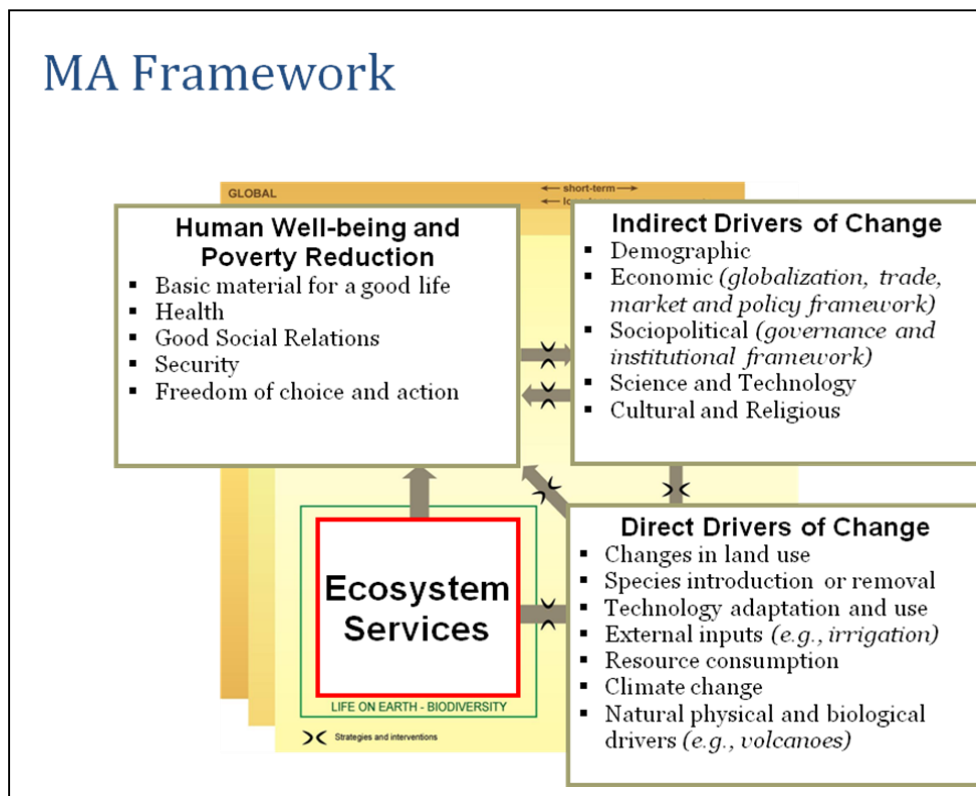 MA Framework
GLOBAL
short-term
Human Well-being and
Poverty Reduction
▪ Basic material for a good life
▪ Health
▪ Good Social Relations
▪ Security
▪ Freedom of choice and action
Indirect Drivers of Change
▪ Demographic
▪ Economic (globalization, trade,
market and policy framework)
▪ Sociopolitical (governance and
institutional framework)
▪ Science and Technology
▪ Cultural and Religious
Ecosystem
Services
LIFE ON EARTH - BIODIVERSITY
Strategies and interventions
Direct Drivers of Change
▪ Changes in land use
▪ Species introduction or removal
▪ Technology adaptation and use
▪ External inputs (e.g., irrigation)
▪ Resource consumption
▪ Climate change
▪ Natural physical and biological
drivers (e.g., volcanoes)